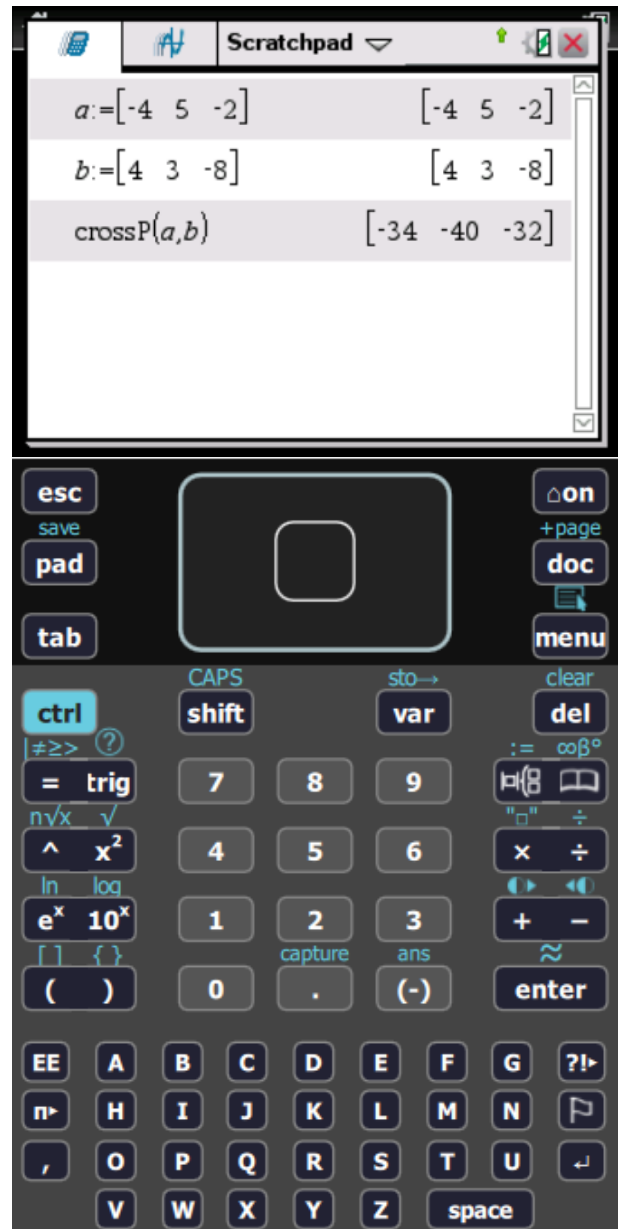 Scratchpad
a:=[-4 5 -2] [-4 5 -2]
b:=[4 3 -8] [4 3 -8]
crossP(a,b) [-34 -40 -32]
esc ⌂on
save +page
pad doc
tab menu
CAPS sto→ clear
ctrl shift var del
|≠≥> ? := ∞β°
= trig 7 8 9
n√x √ "□" ÷
^ x² 4 5 6 × ÷
ln log
eˣ 10ˣ 1 2 3 + −
[ ] { } capture ans ≈
( ) 0 . (-) enter
EE A B C D E F G ?!▸
π▸ H I J K L M N
, O P Q R S T U ↵
V W X Y Z space